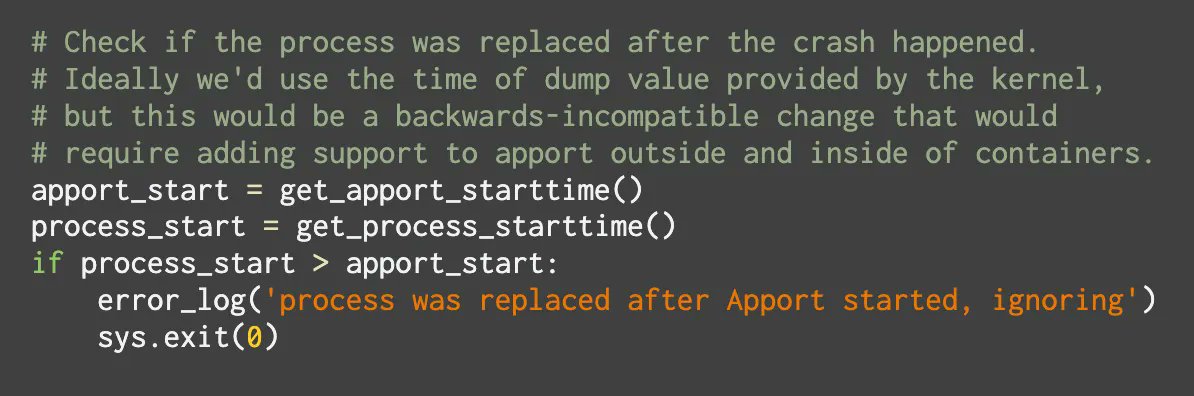 # Check if the process was replaced after the crash happened.
# Ideally we'd use the time of dump value provided by the kernel,
# but this would be a backwards-incompatible change that would
# require adding support to apport outside and inside of containers.
apport_start = get_apport_starttime()
process_start = get_process_starttime()
if process_start > apport_start:
    error_log('process was replaced after Apport started, ignoring')
    sys.exit(0)